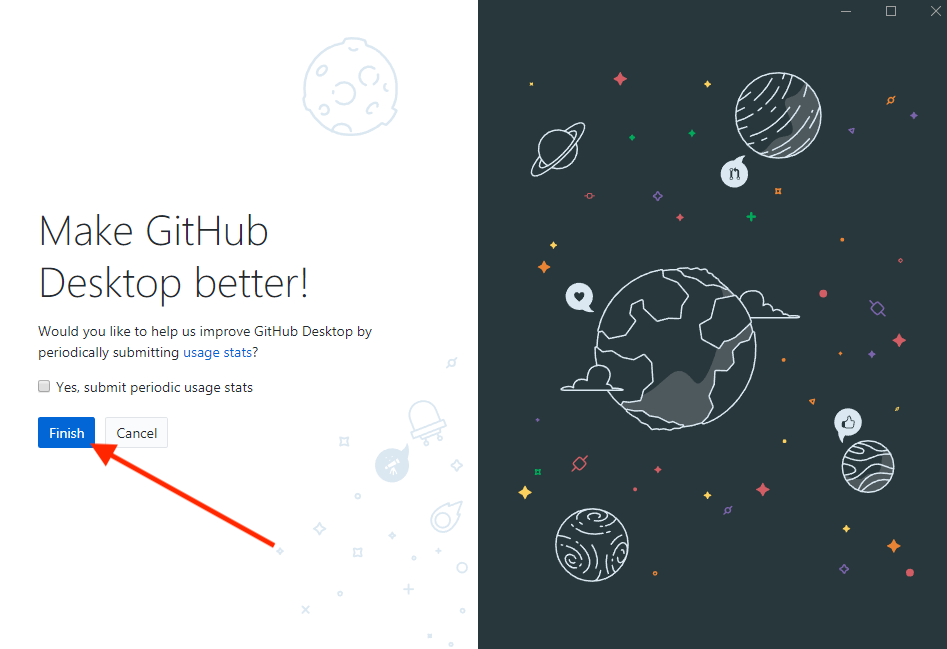 Make GitHub
Desktop better!
Would you like to help us improve GitHub Desktop by
periodically submitting usage stats?
Yes, submit periodic usage stats
Finish
Cancel